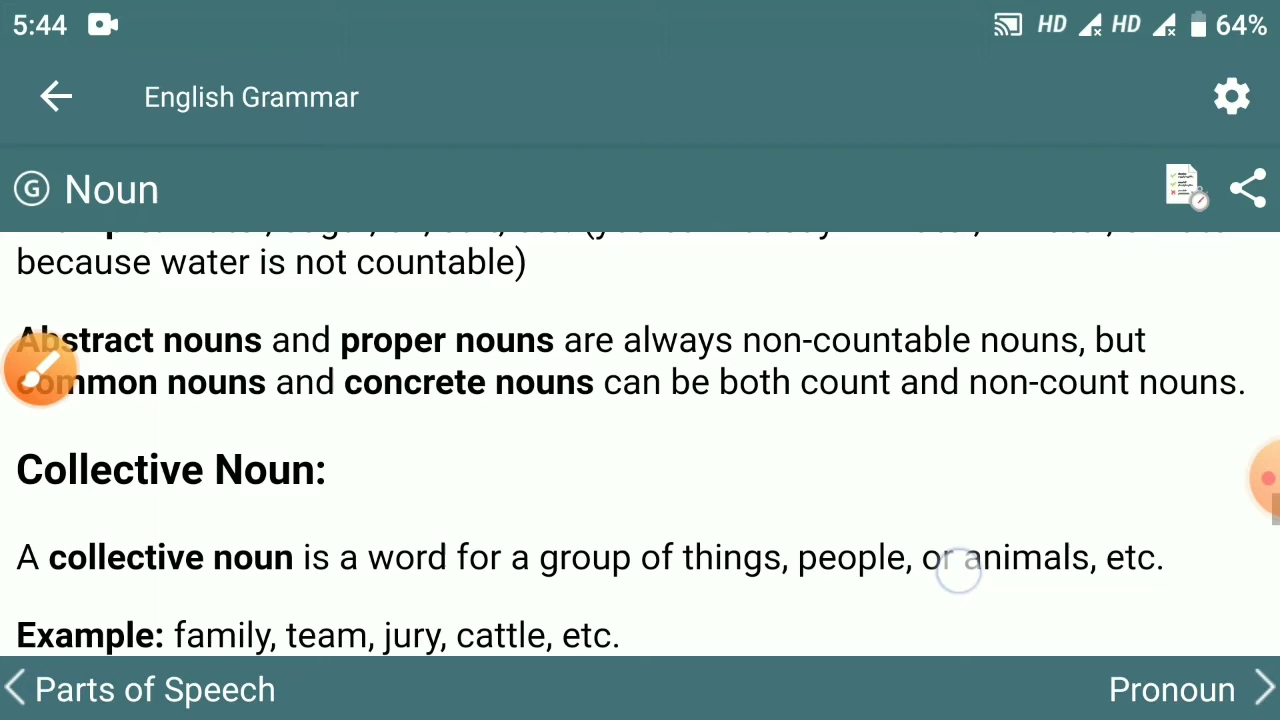 5:44 HD HD 64%
English Grammar
G Noun
because water is not countable)
Abstract nouns and proper nouns are always non-countable nouns, but
common nouns and concrete nouns can be both count and non-count nouns.
Collective Noun:
A collective noun is a word for a group of things, people, or animals, etc.
Example: family, team, jury, cattle, etc.
Parts of Speech
Pronoun